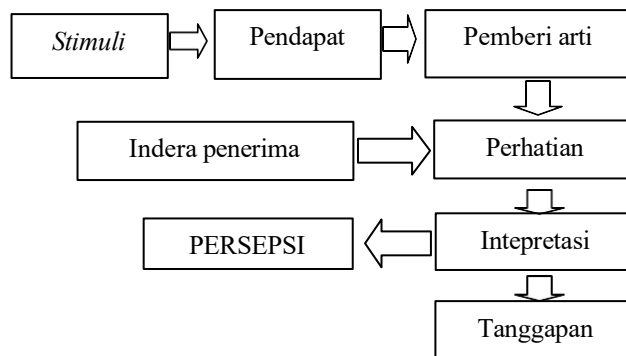 Stimuli
Pendapat
Pemberi arti
Indera penerima
Perhatian
PERSEPSI
Intepretasi
Tanggapan